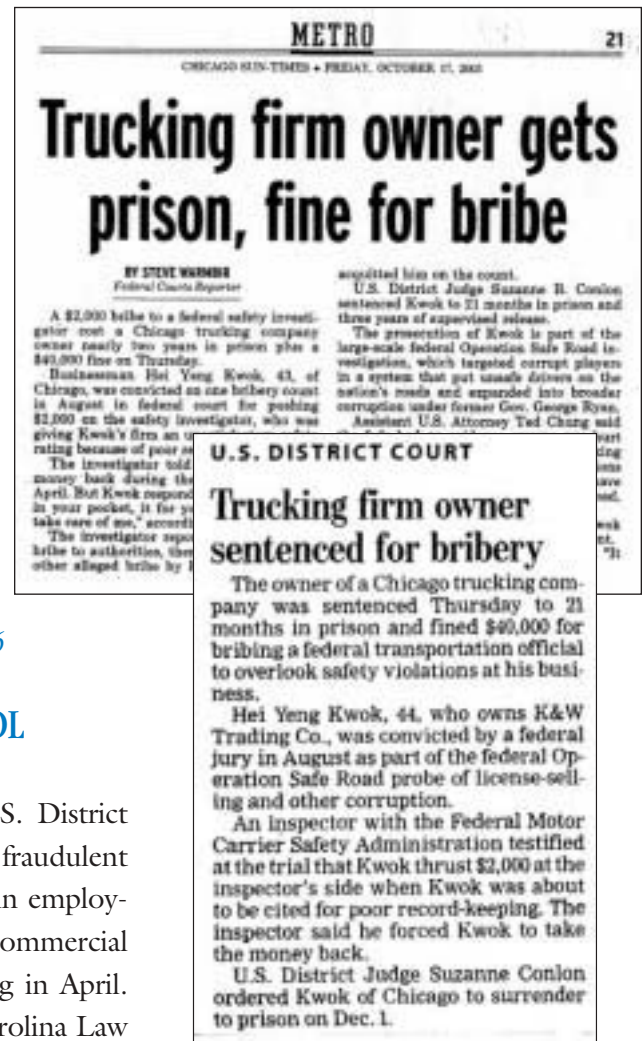 METRO
21
CHICAGO SUN-TIMES • FRIDAY, OCTOBER 17, 2003
Trucking firm owner gets
prison, fine for bribe
BY STEVE WARMBIR
Federal Courts Reporter
A $2,000 bribe to a federal safety investi-
gator cost a Chicago trucking company
owner nearly two years in prison plus a
$40,000 fine on Thursday.
Businessman Hei Yeng Kwok, 43, of
Chicago, was convicted on one bribery count
in August in federal court for pushing
$2,000 on the safety investigator, who was
giving Kwok's firm an
rating because of poor
The investigator told
money back during the
April. But Kwok respond
in your pocket, it for
take care of me," accordi
The investigator repo
bribe to authorities,
other alleged bribe by
acquitted him on the count.
U.S. District Judge Suzanne B. Conlon
sentenced Kwok to 21 months in prison and
three years of supervised release.
The prosecution of Kwok is part of the
large-scale federal Operation Safe Road in-
vestigation, which targeted corrupt players
in a system that put unsafe drivers on the
nation's roads and expanded into broader
corruption under former Gov. George Ryan.
Assistant U.S. Attorney Ted Chung said
U.S. DISTRICT COURT
Trucking firm owner
sentenced for bribery
The owner of a Chicago trucking com-
pany was sentenced Thursday to 21
months in prison and fined $40,000 for
bribing a federal transportation official
to overlook safety violations at his busi-
ness.
Hei Yeng Kwok, 44, who owns K&W
Trading Co., was convicted by a federal
jury in August as part of the federal Op-
eration Safe Road probe of license-sell-
ing and other corruption.
An inspector with the Federal Motor
Carrier Safety Administration testified
at the trial that Kwok thrust $2,000 at the
inspector's side when Kwok was about
to be cited for poor record-keeping. The
inspector said he forced Kwok to take
the money back.
U.S. District Judge Suzanne Conlon
ordered Kwok of Chicago to surrender
to prison on Dec. 1.
OL
S. District
fraudulent
n employ-
ommercial
g in April.
rolina Law